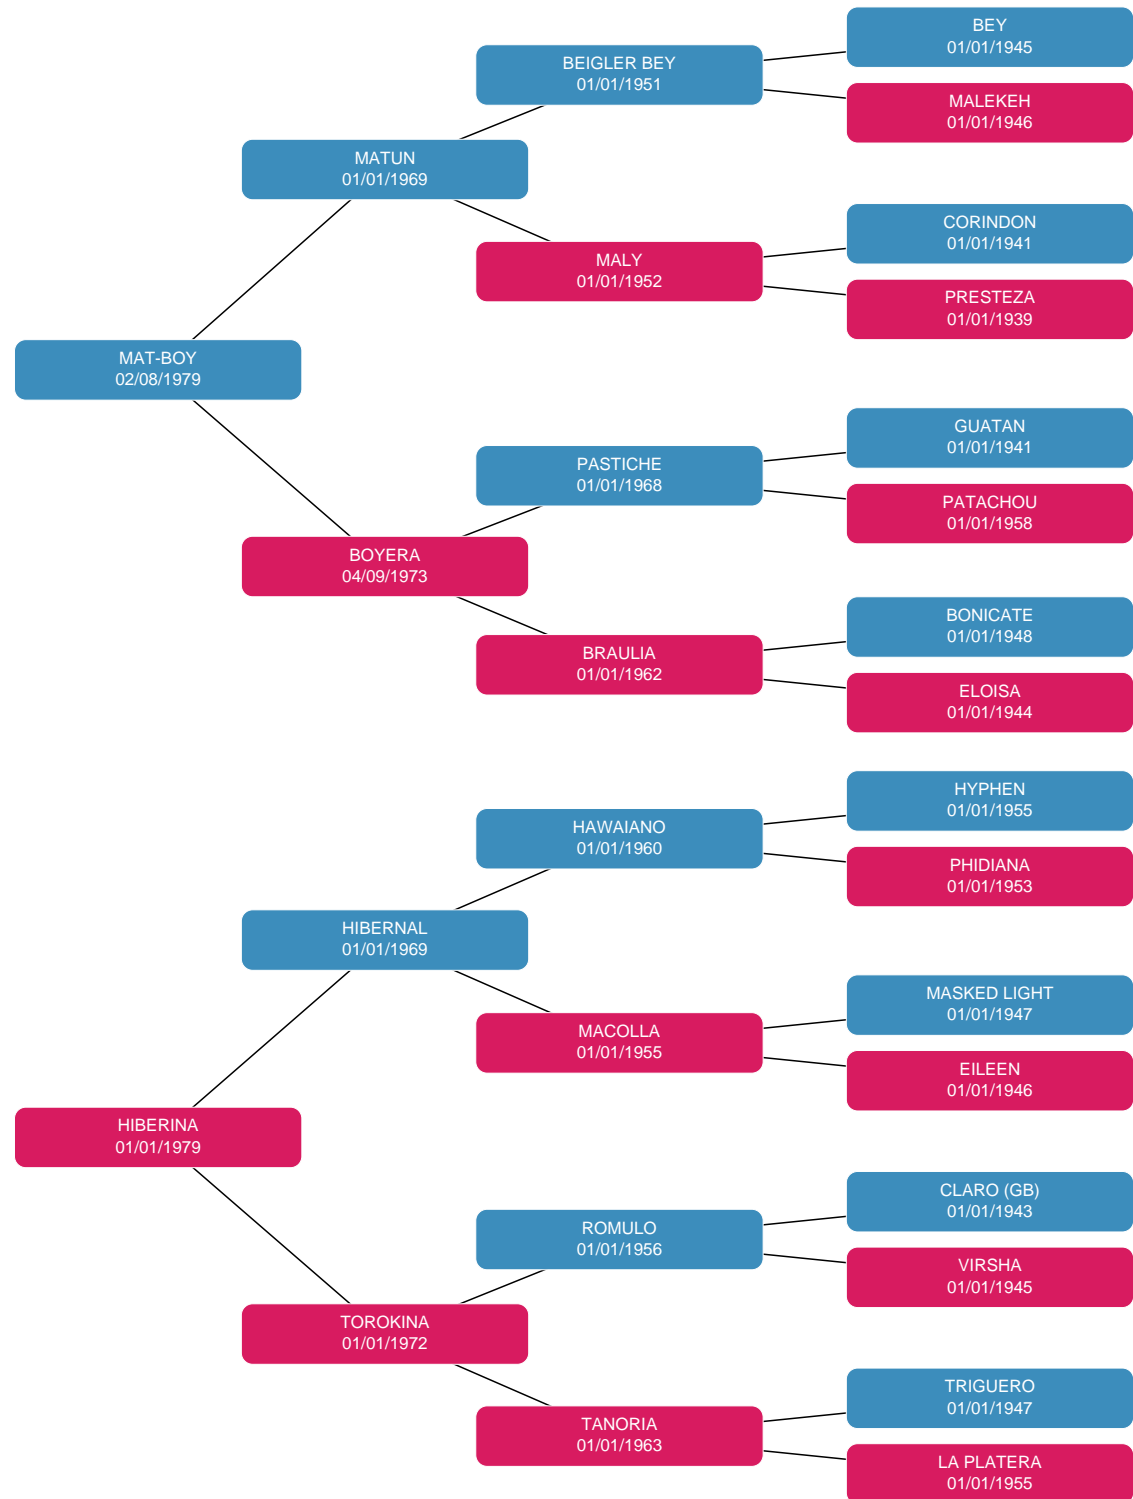 BEY
01/01/1945
BEIGLER BEY
01/01/1951
MALEKEH
01/01/1946
MATUN
01/01/1969
CORINDON
01/01/1941
MALY
01/01/1952
PRESTEZA
01/01/1939
MAT-BOY
02/08/1979
GUATAN
01/01/1941
PASTICHE
01/01/1968
PATACHOU
01/01/1958
BOYERA
04/09/1973
BONICATE
01/01/1948
BRAULIA
01/01/1962
ELOISA
01/01/1944
HYPHEN
01/01/1955
HAWAIANO
01/01/1960
PHIDIANA
01/01/1953
HIBERNAL
01/01/1969
MASKED LIGHT
01/01/1947
MACOLLA
01/01/1955
EILEEN
01/01/1946
HIBERINA
01/01/1979
CLARO (GB)
01/01/1943
ROMULO
01/01/1956
VIRSHA
01/01/1945
TOROKINA
01/01/1972
TRIGUERO
01/01/1947
TANORIA
01/01/1963
LA PLATERA
01/01/1955